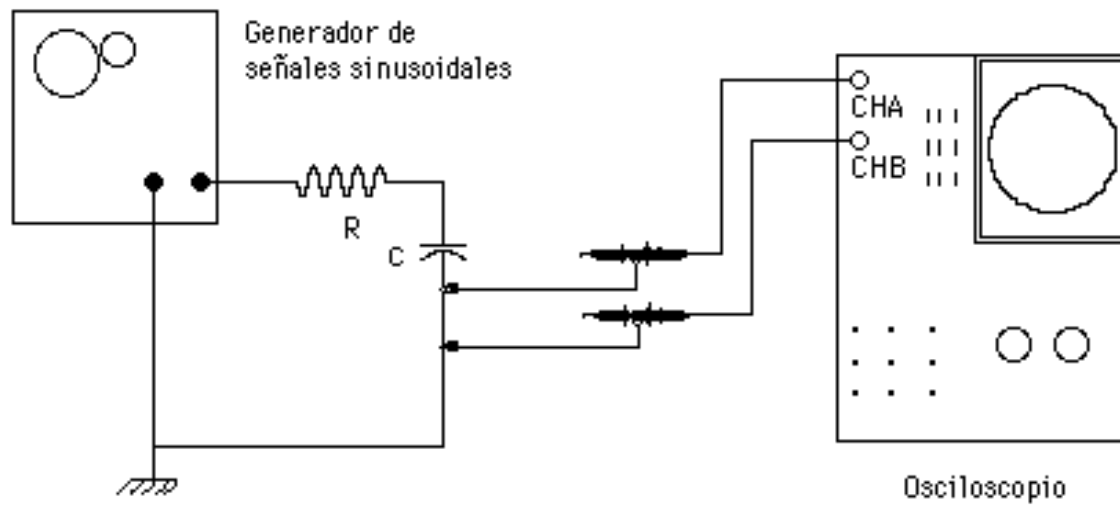 Generador de
señales sinusoidales
CHA
CHB
R
C
Osciloscopio